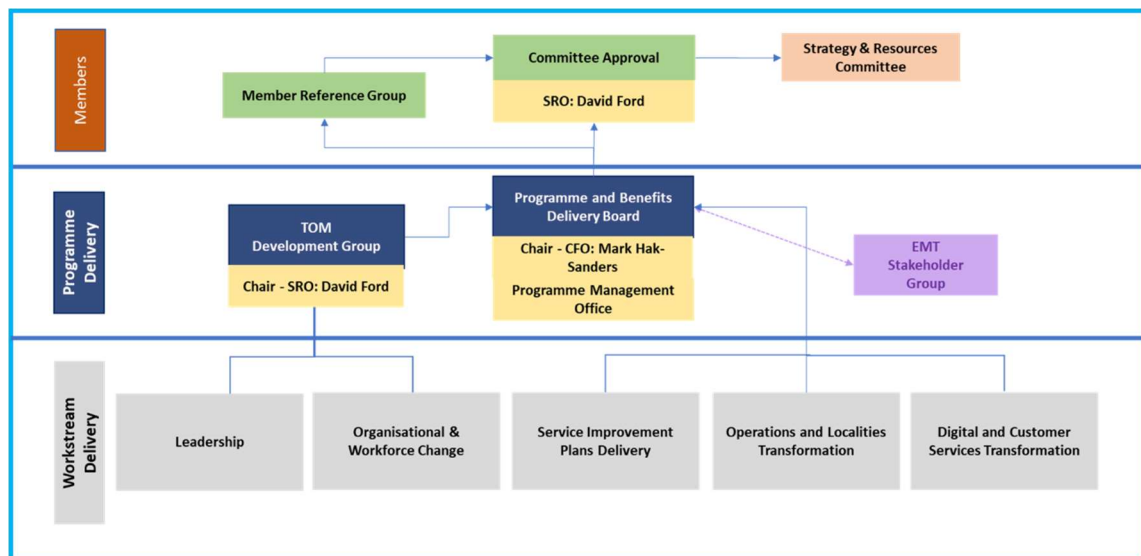 Members
Member Reference Group
Committee Approval
SRO: David Ford
Strategy & Resources
Committee
Programme
Delivery
TOM
Development Group
Chair - SRO: David Ford
Programme and Benefits
Delivery Board
Chair - CFO: Mark Hak-
Sanders
Programme Management
Office
EMT
Stakeholder
Group
Workstream
Delivery
Leadership
Organisational &
Workforce Change
Service Improvement
Plans Delivery
Operations and Localities
Transformation
Digital and Customer
Services Transformation